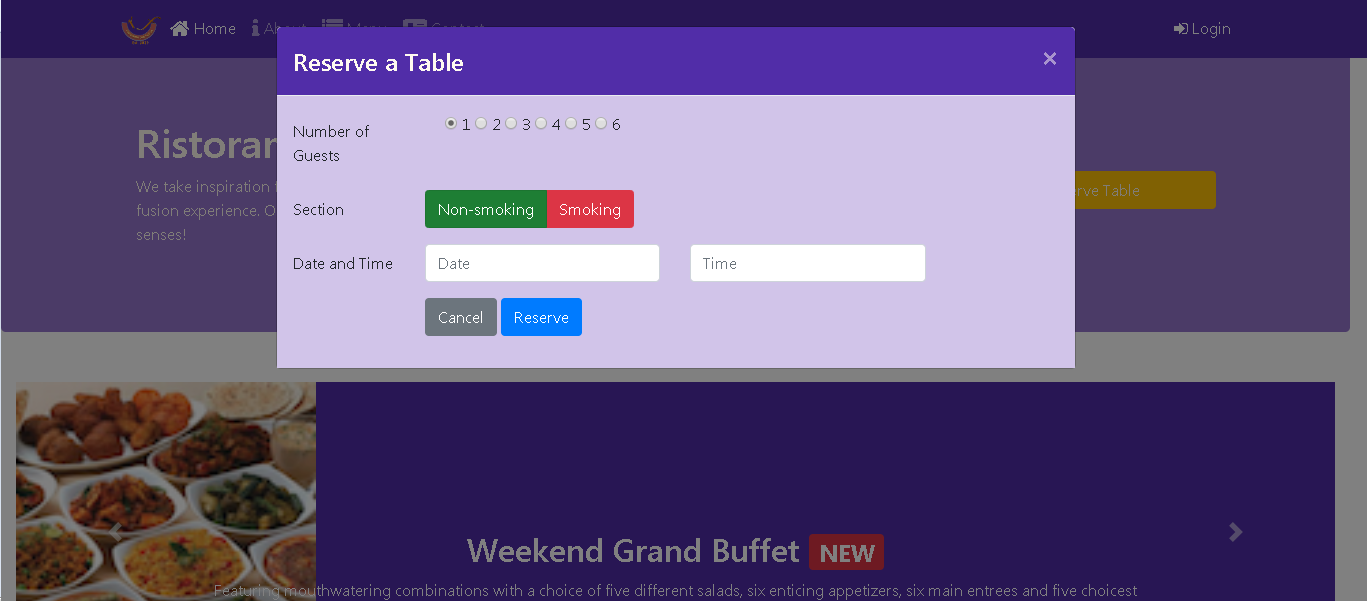 Home About Menu Contact Login
Reserve a Table ×
Number of
Guests
1 2 3 4 5 6
Ristoran
We take inspiration
fusion experience. O
senses!
rve Table
Section Non-smoking Smoking
Date and Time Date Time
Cancel Reserve
Weekend Grand Buffet NEW
Featuring mouthwatering combinations with a choice of five different salads, six enticing appetizers, six main entrees and five choicest